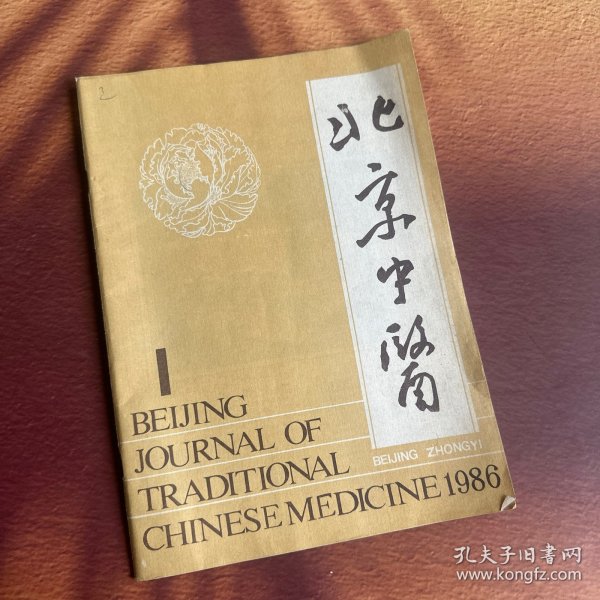 2
北京中醫
BEIJING ZHONGYI
1
BEIJING
JOURNAL OF
TRADITIONAL
CHINESE MEDICINE 1986
孔夫子旧书网
www.kongfz.com